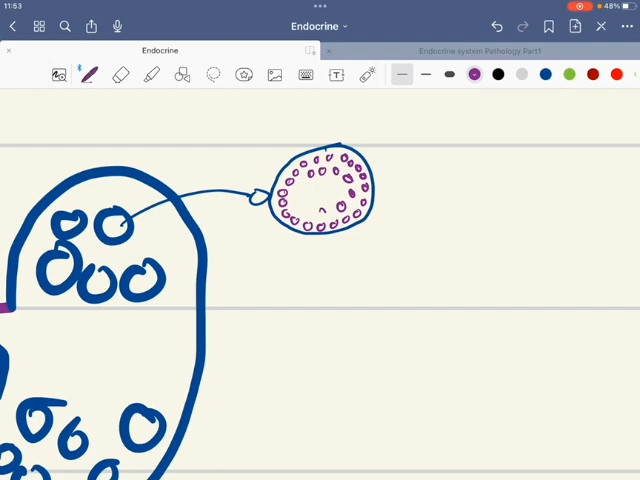 11:53
48%
Endocrine
Endocrine
Endocrine system Pathology Part1
T